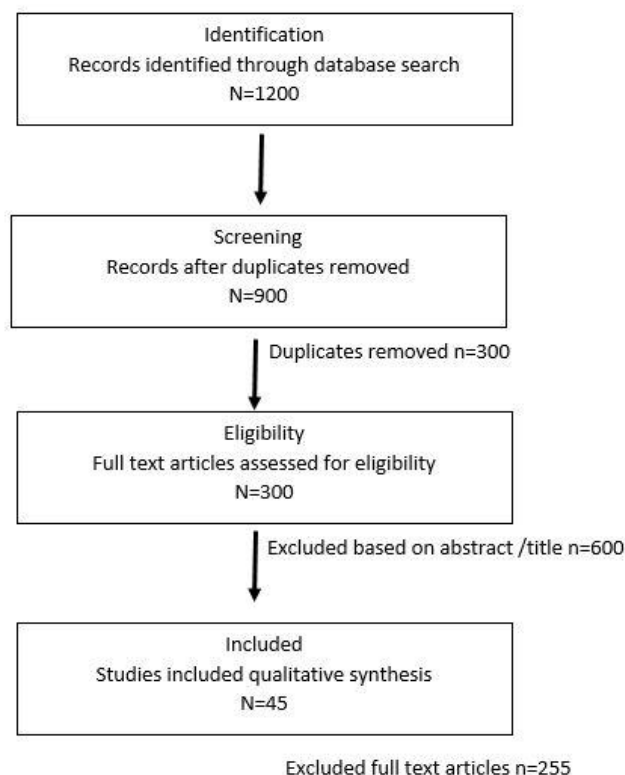 Identification
Records identified through database search
N=1200
Screening
Records after duplicates removed
N=900
Duplicates removed n=300
Eligibility
Full text articles assessed for eligibility
N=300
Excluded based on abstract /title n=600
Included
Studies included qualitative synthesis
N=45
Excluded full text articles n=255